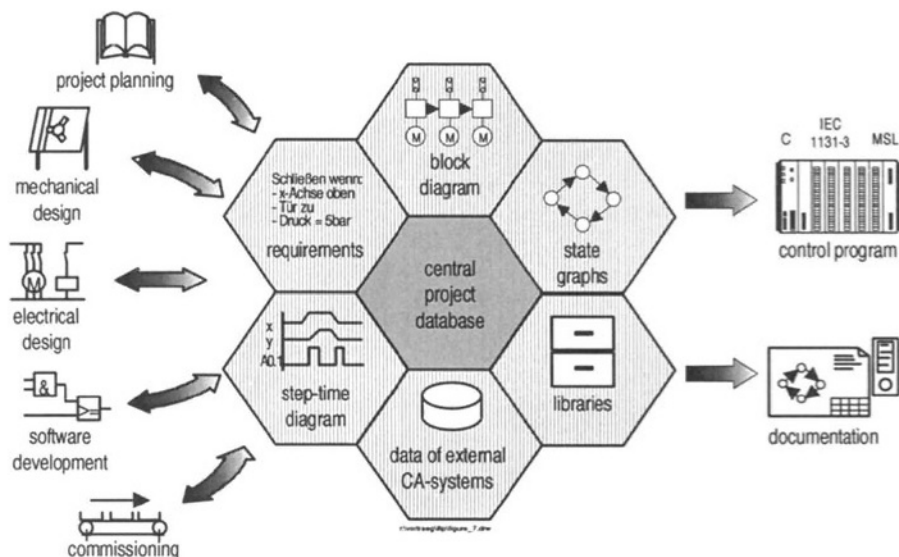 project planning
mechanical
design
M
electrical
design
&
software
development
commissioning
M M M
block
diagram
Schließen wenn:
- x-Achse oben
- Tür zu
- Druck = 5bar
requirements
state
graphs
central
project
database
x
y
A0.1
step-time
diagram
libraries
data of external
CA-systems
IEC
C 1131-3 MSL
control program
documentation